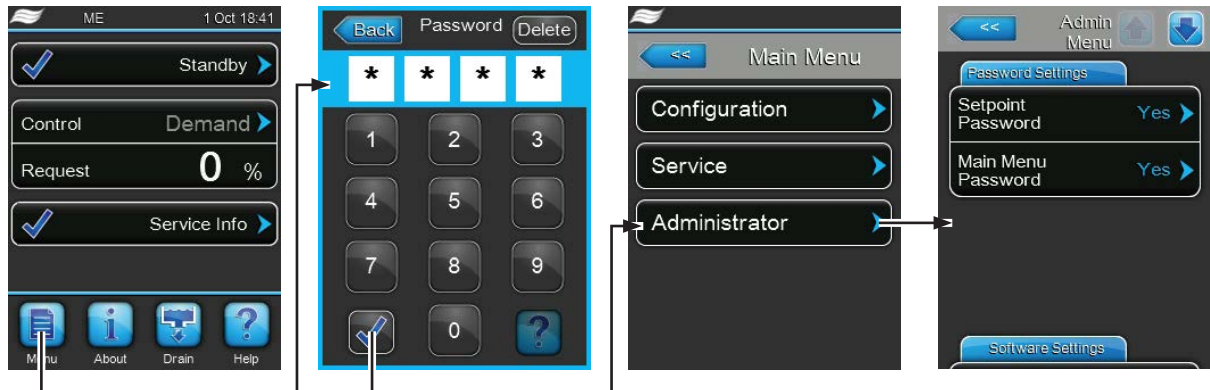 ME 1 Oct 18:41
Standby
Control Demand
Request 0 %
Service Info
Menu About Drain Help
Back Password Delete
* * * *
1 2 3
4 5 6
7 8 9
0 ?
<< Main Menu
Configuration
Service
Administrator
<< Admin
Menu
Password Settings
Setpoint
Password Yes
Main Menu
Password Yes
Software Settings